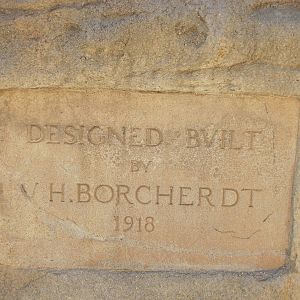 DESIGNED - BVILT
BY
V H. BORCHERDT
1918